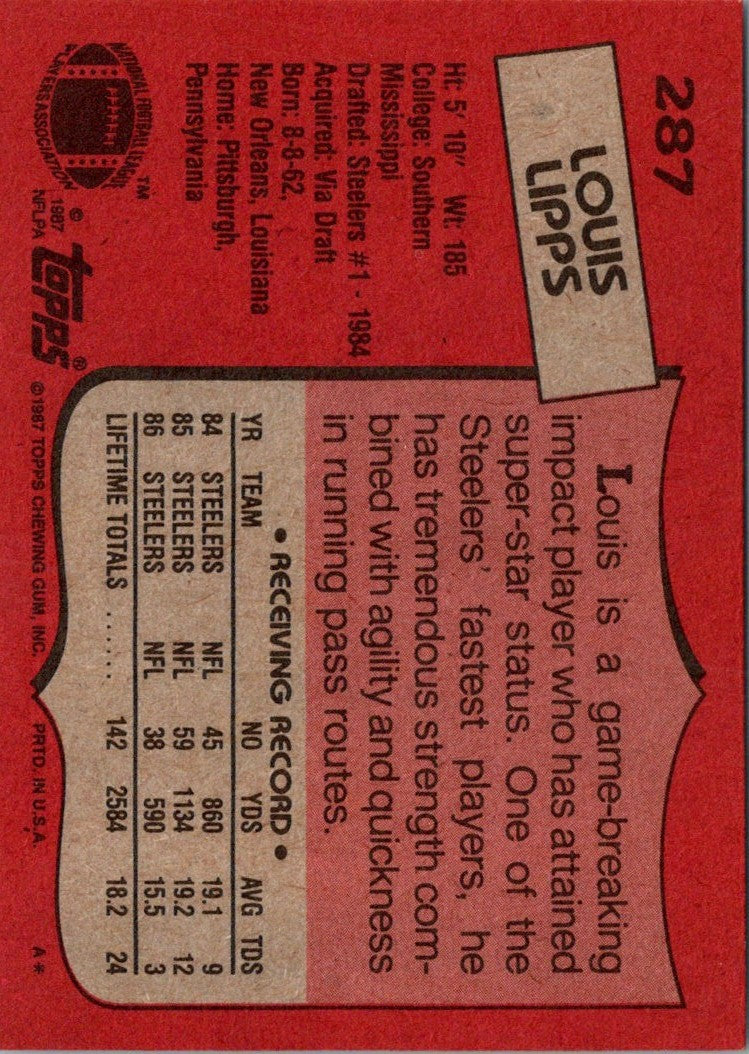 287
LOUIS
LIPPS
Ht: 5' 10" Wt: 185
College: Southern
Mississippi
Drafted: Steelers #1 - 1984
Acquired: Via Draft
Born: 8-8-62,
New Orleans, Louisiana
Home: Pittsburgh,
Pennsylvania
NATIONAL FOOTBALL LEAGUE
PLAYERS ASSOCIATION
TM
© 1987
NFLPA
topps®
Louis is a game-breaking
impact player who has attained
super-star status. One of the
Steelers' fastest players, he
has tremendous strength com-
bined with agility and quickness
in running pass routes.
• RECEIVING RECORD •
YR TEAM NO YDS AVG TDS
84 STEELERS NFL 45 860 19.1 9
85 STEELERS NFL 59 1134 19.2 12
86 STEELERS NFL 38 590 15.5 3
LIFETIME TOTALS ...... 142 2584 18.2 24
©1987 TOPPS CHEWING GUM, INC. PRTD. IN U.S.A. A*